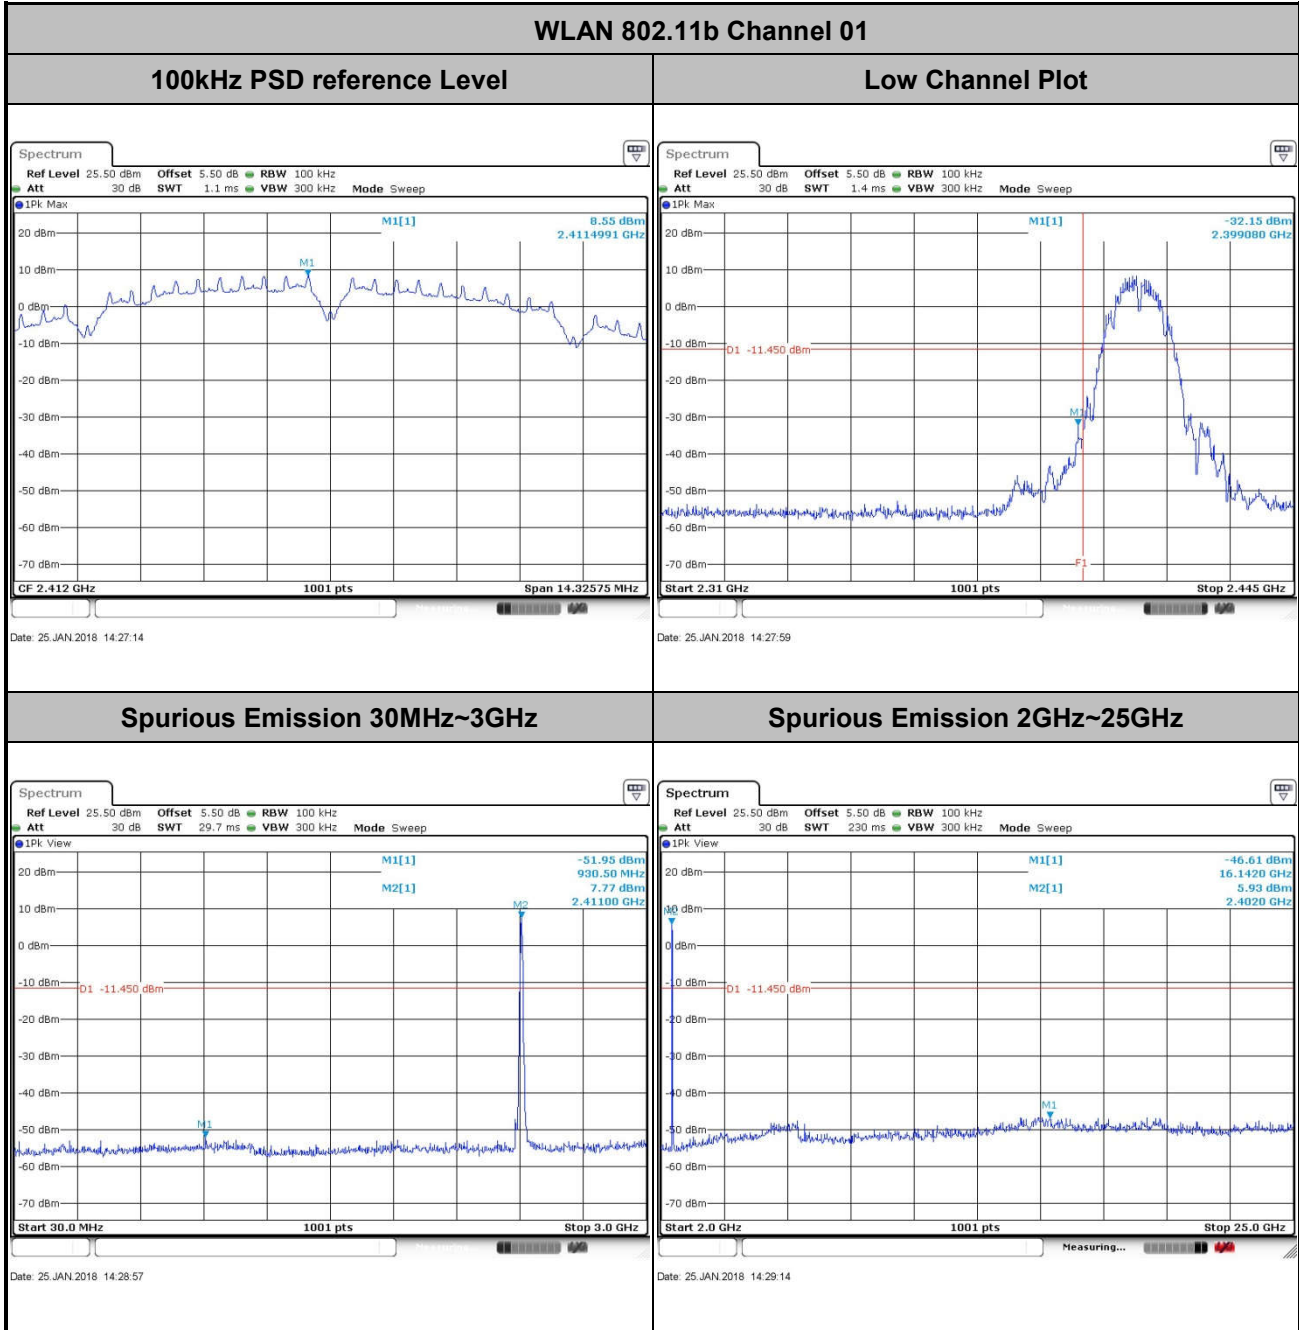 WLAN 802.11b Channel 01
100kHz PSD reference Level
Low Channel Plot
Spectrum
Ref Level 25.50 dBm Offset 5.50 dB RBW 100 kHz
Att 30 dB SWT 1.1 ms VBW 300 kHz Mode Sweep
1Pk Max
M1[1] 8.55 dBm
2.4114991 GHz
20 dBm
M1
10 dBm
0 dBm
-10 dBm
-20 dBm
-30 dBm
-40 dBm
-50 dBm
-60 dBm
-70 dBm
CF 2.412 GHz 1001 pts Span 14.32575 MHz
Date: 25.JAN.2018 14:27:14
Spectrum
Ref Level 25.50 dBm Offset 5.50 dB RBW 100 kHz
Att 30 dB SWT 1.4 ms VBW 300 kHz Mode Sweep
1Pk Max
M1[1] -32.15 dBm
2.399080 GHz
20 dBm
10 dBm
0 dBm
-10 dBm
D1 -11.450 dBm
-20 dBm
-30 dBm
M1
-40 dBm
-50 dBm
-60 dBm
-70 dBm
F1
Start 2.31 GHz 1001 pts Stop 2.445 GHz
Date: 25.JAN.2018 14:27:59
Spurious Emission 30MHz~3GHz
Spurious Emission 2GHz~25GHz
Spectrum
Ref Level 25.50 dBm Offset 5.50 dB RBW 100 kHz
Att 30 dB SWT 29.7 ms VBW 300 kHz Mode Sweep
1Pk View
M1[1] -51.95 dBm
930.50 MHz
20 dBm
M2[1] 7.77 dBm
2.41100 GHz
M2
10 dBm
0 dBm
-10 dBm
D1 -11.450 dBm
-20 dBm
-30 dBm
-40 dBm
M1
-50 dBm
-60 dBm
-70 dBm
Start 30.0 MHz 1001 pts Stop 3.0 GHz
Date: 25.JAN.2018 14:28:57
Spectrum
Ref Level 25.50 dBm Offset 5.50 dB RBW 100 kHz
Att 30 dB SWT 230 ms VBW 300 kHz Mode Sweep
1Pk View
M1[1] -46.61 dBm
16.1420 GHz
20 dBm
M2[1] 5.93 dBm
2.4020 GHz
M2
10 dBm
0 dBm
-10 dBm
D1 -11.450 dBm
-20 dBm
-30 dBm
-40 dBm
M1
-50 dBm
-60 dBm
-70 dBm
Start 2.0 GHz 1001 pts Stop 25.0 GHz
Measuring...
Date: 25.JAN.2018 14:29:14